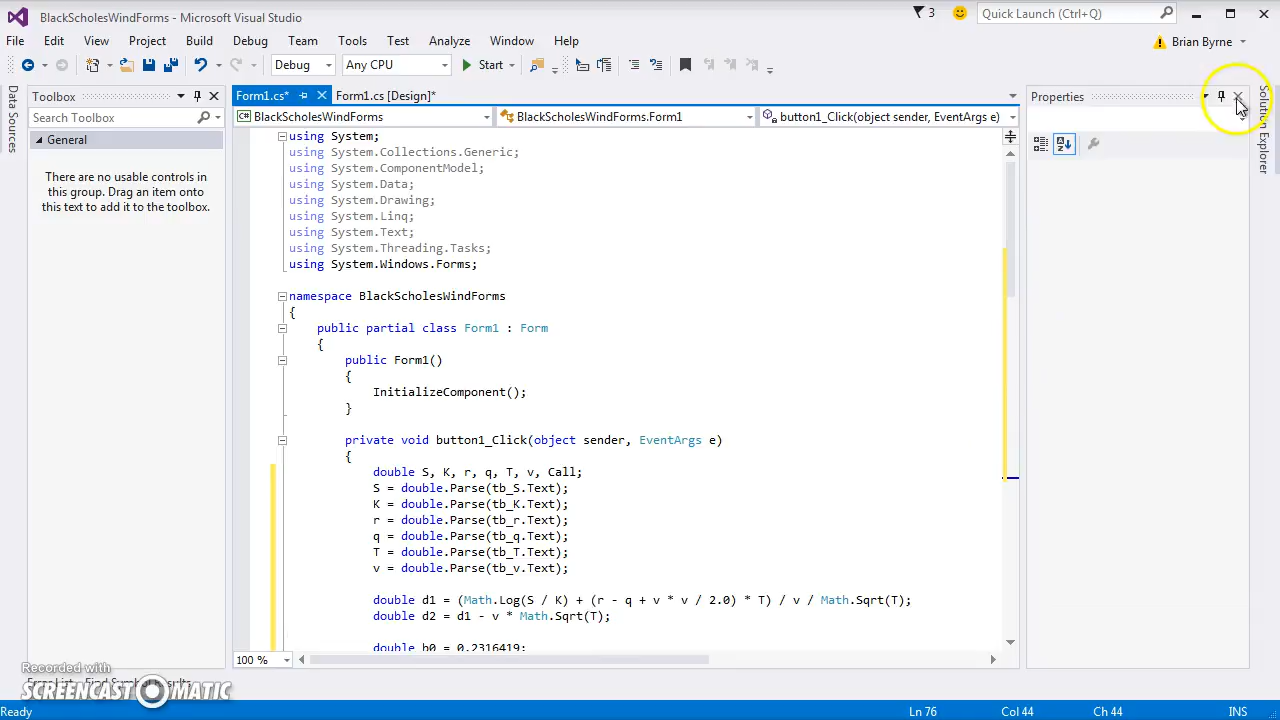 BlackScholesWindForms - Microsoft Visual Studio
3
Quick Launch (Ctrl+Q)
File Edit View Project Build Debug Team Tools Test Analyze Window Help
Brian Byrne
Debug Any CPU Start
Data Sources
Toolbox
Search Toolbox
General
There are no usable controls in
this group. Drag an item onto
this text to add it to the toolbox.
Form1.cs* Form1.cs [Design]*
BlackScholesWindForms BlackScholesWindForms.Form1 button1_Click(object sender, EventArgs e)
using System;
using System.Collections.Generic;
using System.ComponentModel;
using System.Data;
using System.Drawing;
using System.Linq;
using System.Text;
using System.Threading.Tasks;
using System.Windows.Forms;
namespace BlackScholesWindForms
{
public partial class Form1 : Form
{
public Form1()
{
InitializeComponent();
}
private void button1_Click(object sender, EventArgs e)
{
double S, K, r, q, T, v, Call;
S = double.Parse(tb_S.Text);
K = double.Parse(tb_K.Text);
r = double.Parse(tb_r.Text);
q = double.Parse(tb_q.Text);
T = double.Parse(tb_T.Text);
v = double.Parse(tb_v.Text);
double d1 = (Math.Log(S / K) + (r - q + v * v / 2.0) * T) / v / Math.Sqrt(T);
double d2 = d1 - v * Math.Sqrt(T);
double b0 = 0.2316419;
100 %
Properties
Solution Explorer
Recorded with
SCREENCAST MATIC
Ready Ln 76 Col 44 Ch 44 INS